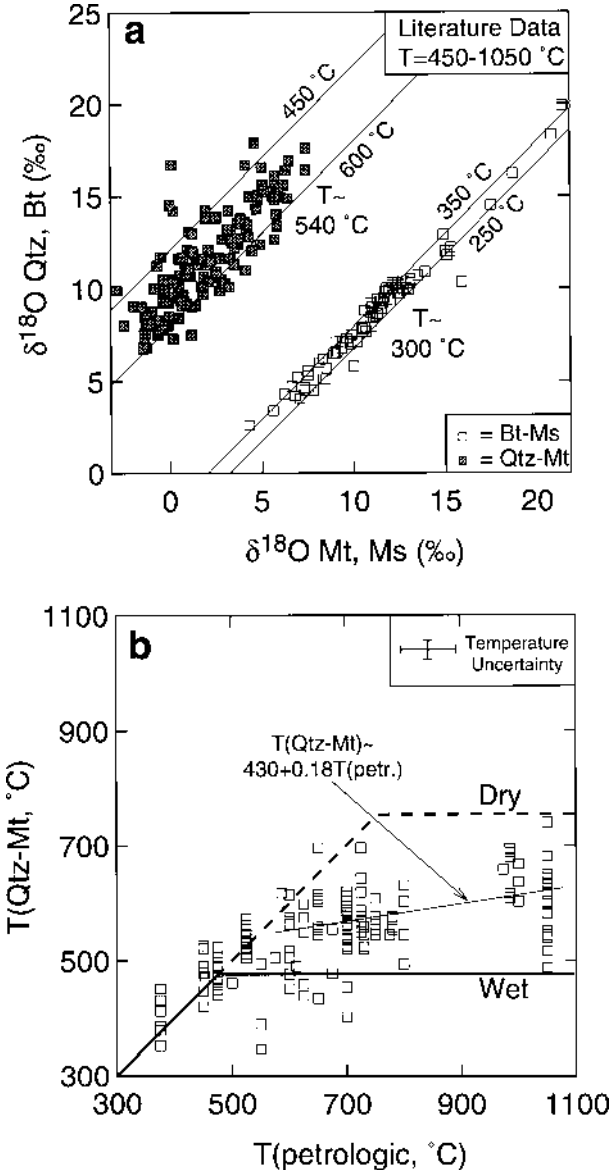 a
Literature Data
T=450-1050 °C
450 °C
600 °C
T~
540 °C
350 °C
250 °C
T~
300 °C
□ = Bt-Ms
▩ = Qtz-Mt
25
20
15
10
5
0
δ¹⁸O Qtz, Bt (‰)
0
5
10
15
20
δ¹⁸O Mt, Ms (‰)
b
Temperature
Uncertainty
T(Qtz-Mt)~
430+0.18T(petr.)
Dry
Wet
1100
900
700
500
300
T(Qtz-Mt, °C)
300
500
700
900
1100
T(petrologic, °C)